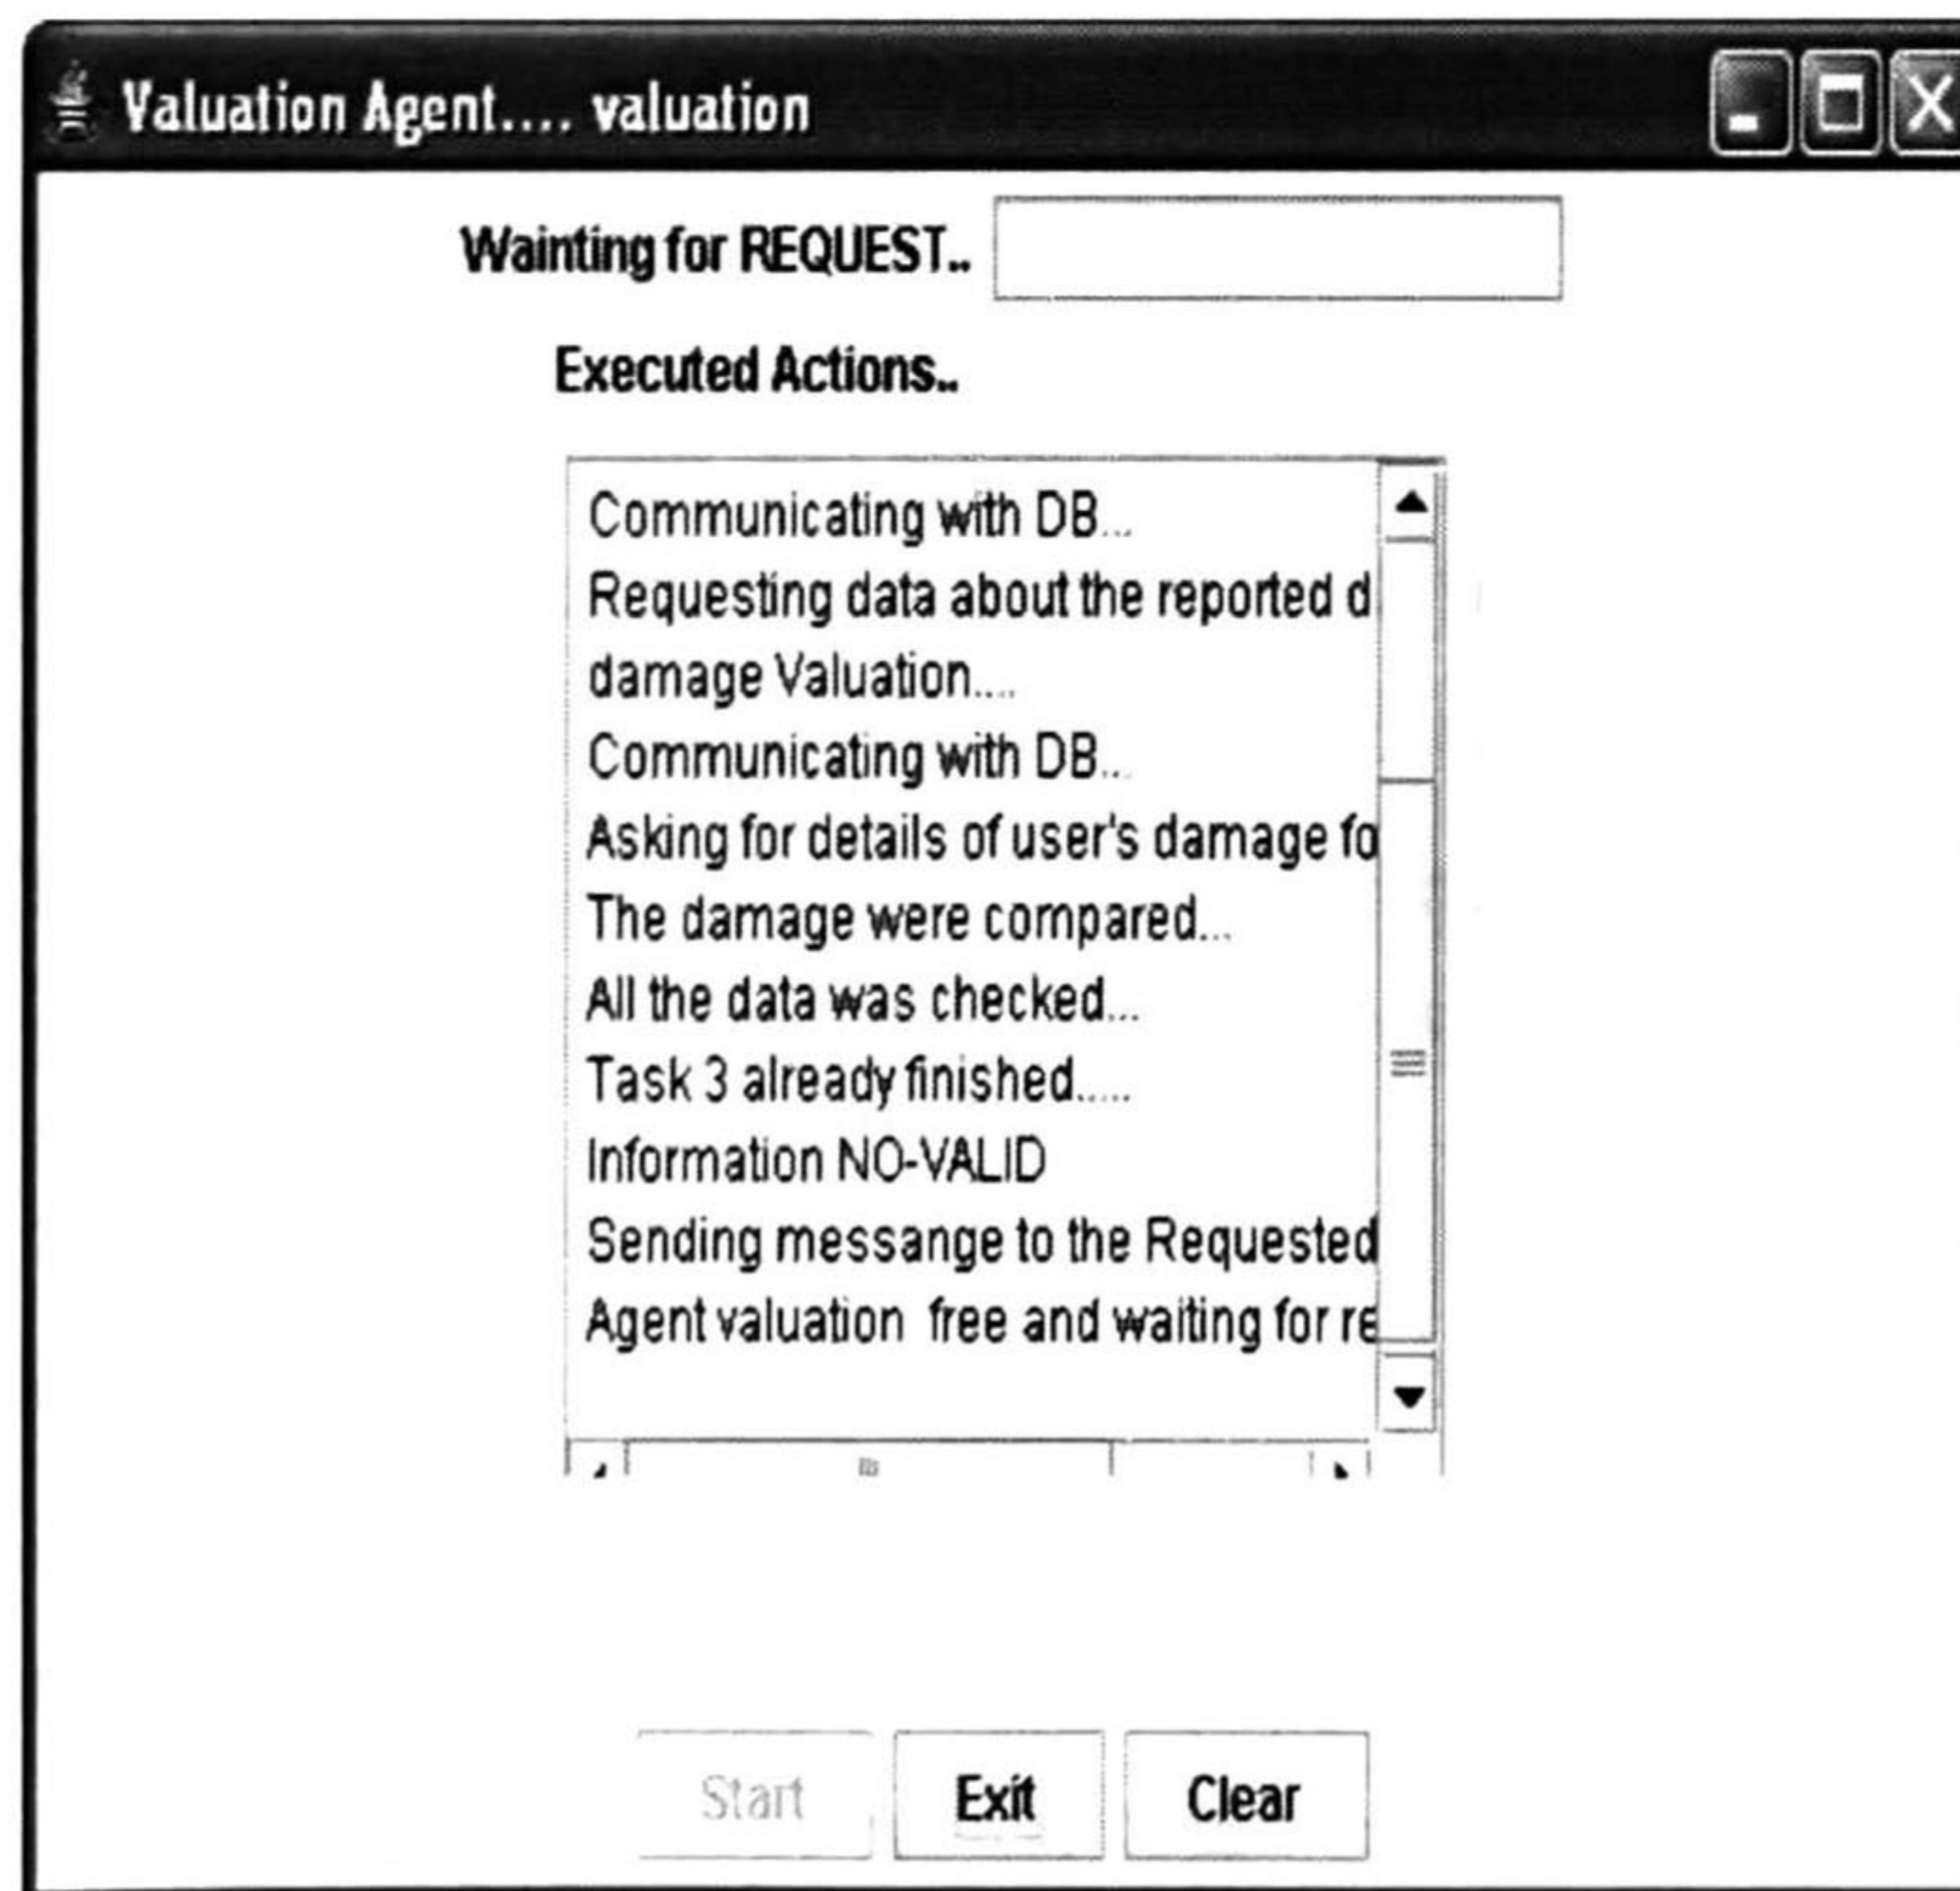 Valuation Agent.... valuation
Wainting for REQUEST..
Executed Actions..
Communicating with DB...
Requesting data about the reported d
damage Valuation....
Communicating with DB...
Asking for details of user's damage fo
The damage were compared...
All the data was checked...
Task 3 already finished.....
Information NO-VALID
Sending messange to the Requested
Agent valuation  free and waiting for re
Start
Exit
Clear